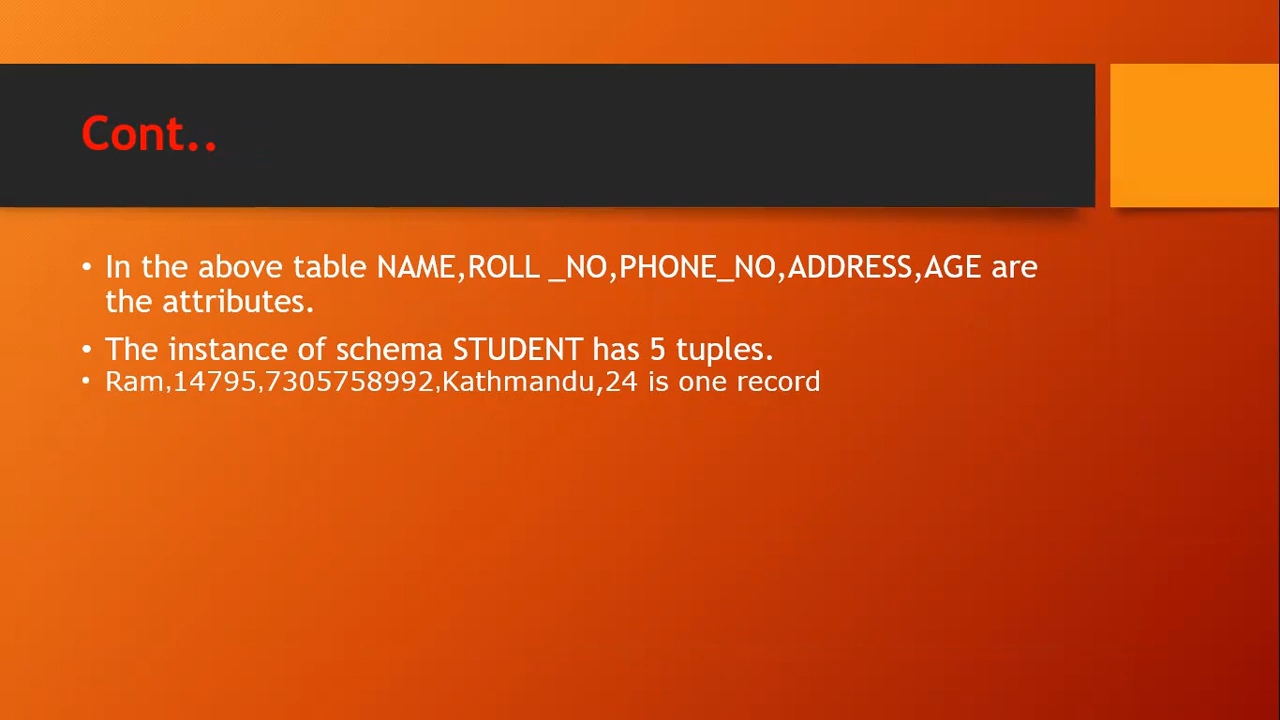 Cont..
• In the above table NAME,ROLL _NO,PHONE_NO,ADDRESS,AGE are
the attributes.
• The instance of schema STUDENT has 5 tuples.
• Ram,14795,7305758992,Kathmandu,24 is one record